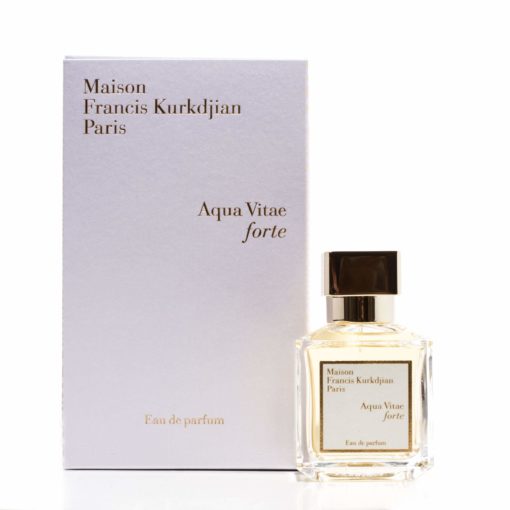 Maison
Francis Kurkdjian
Paris
Aqua Vitae
forte
Eau de parfum
Maison
Francis Kurkdjian
Paris
Aqua Vitae
forte
Eau de parfum